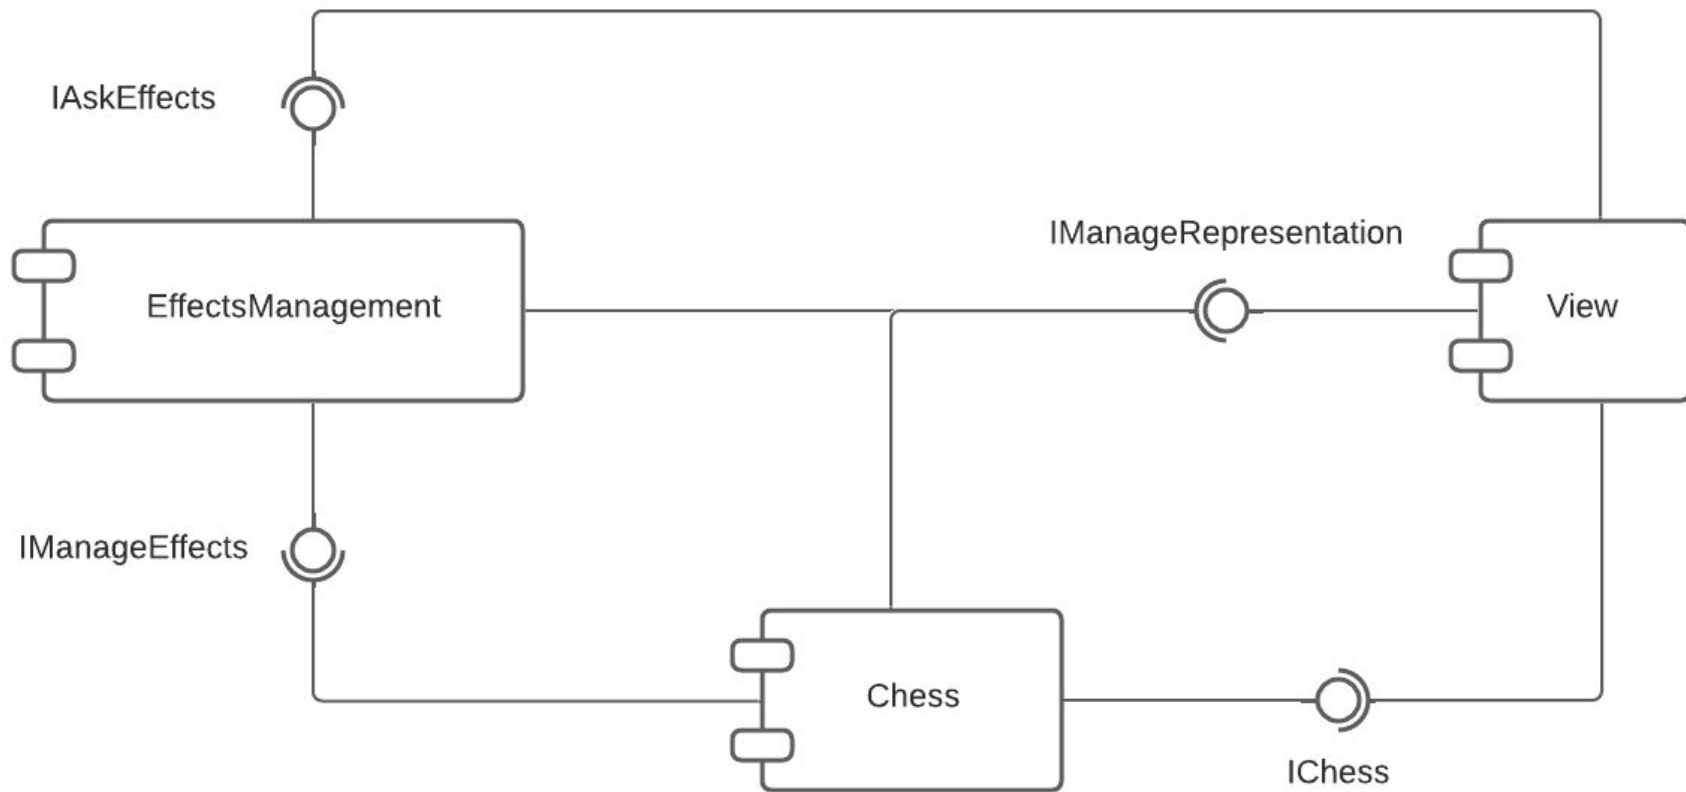 IAskEffects
IManageRepresentation
EffectsManagement
View
IManageEffects
Chess
IChess